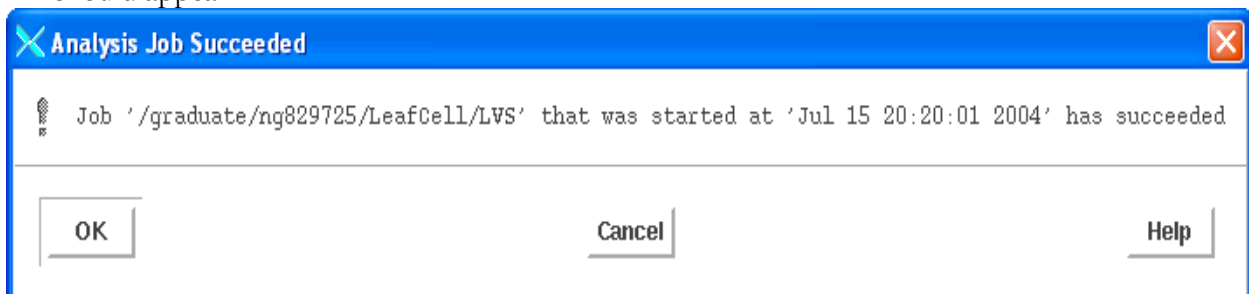 Analysis Job Succeeded
Job '/graduate/ng829725/LeafCell/LVS' that was started at 'Jul 15 20:20:01 2004' has succeeded
OK Cancel Help